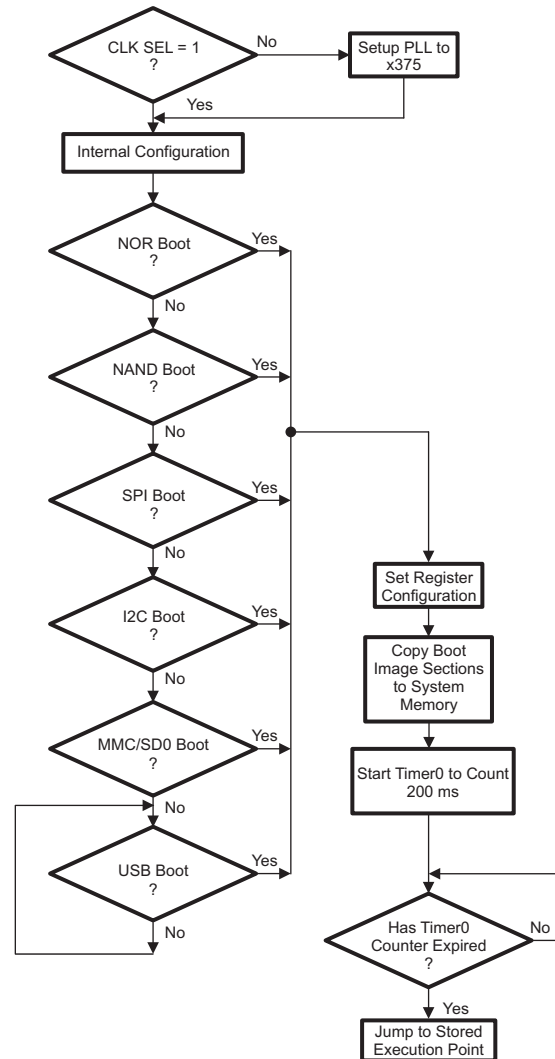 CLK SEL = 1
?
No
Setup PLL to
x375
Yes
Internal Configuration
NOR Boot
?
Yes
No
NAND Boot
?
Yes
No
SPI Boot
?
Yes
No
I2C Boot
?
Yes
No
MMC/SD0 Boot
?
Yes
No
USB Boot
?
Yes
No
Set Register
Configuration
Copy Boot
Image Sections
to System
Memory
Start Timer0 to Count
200 ms
Has Timer0
Counter Expired
?
No
Yes
Jump to Stored
Execution Point